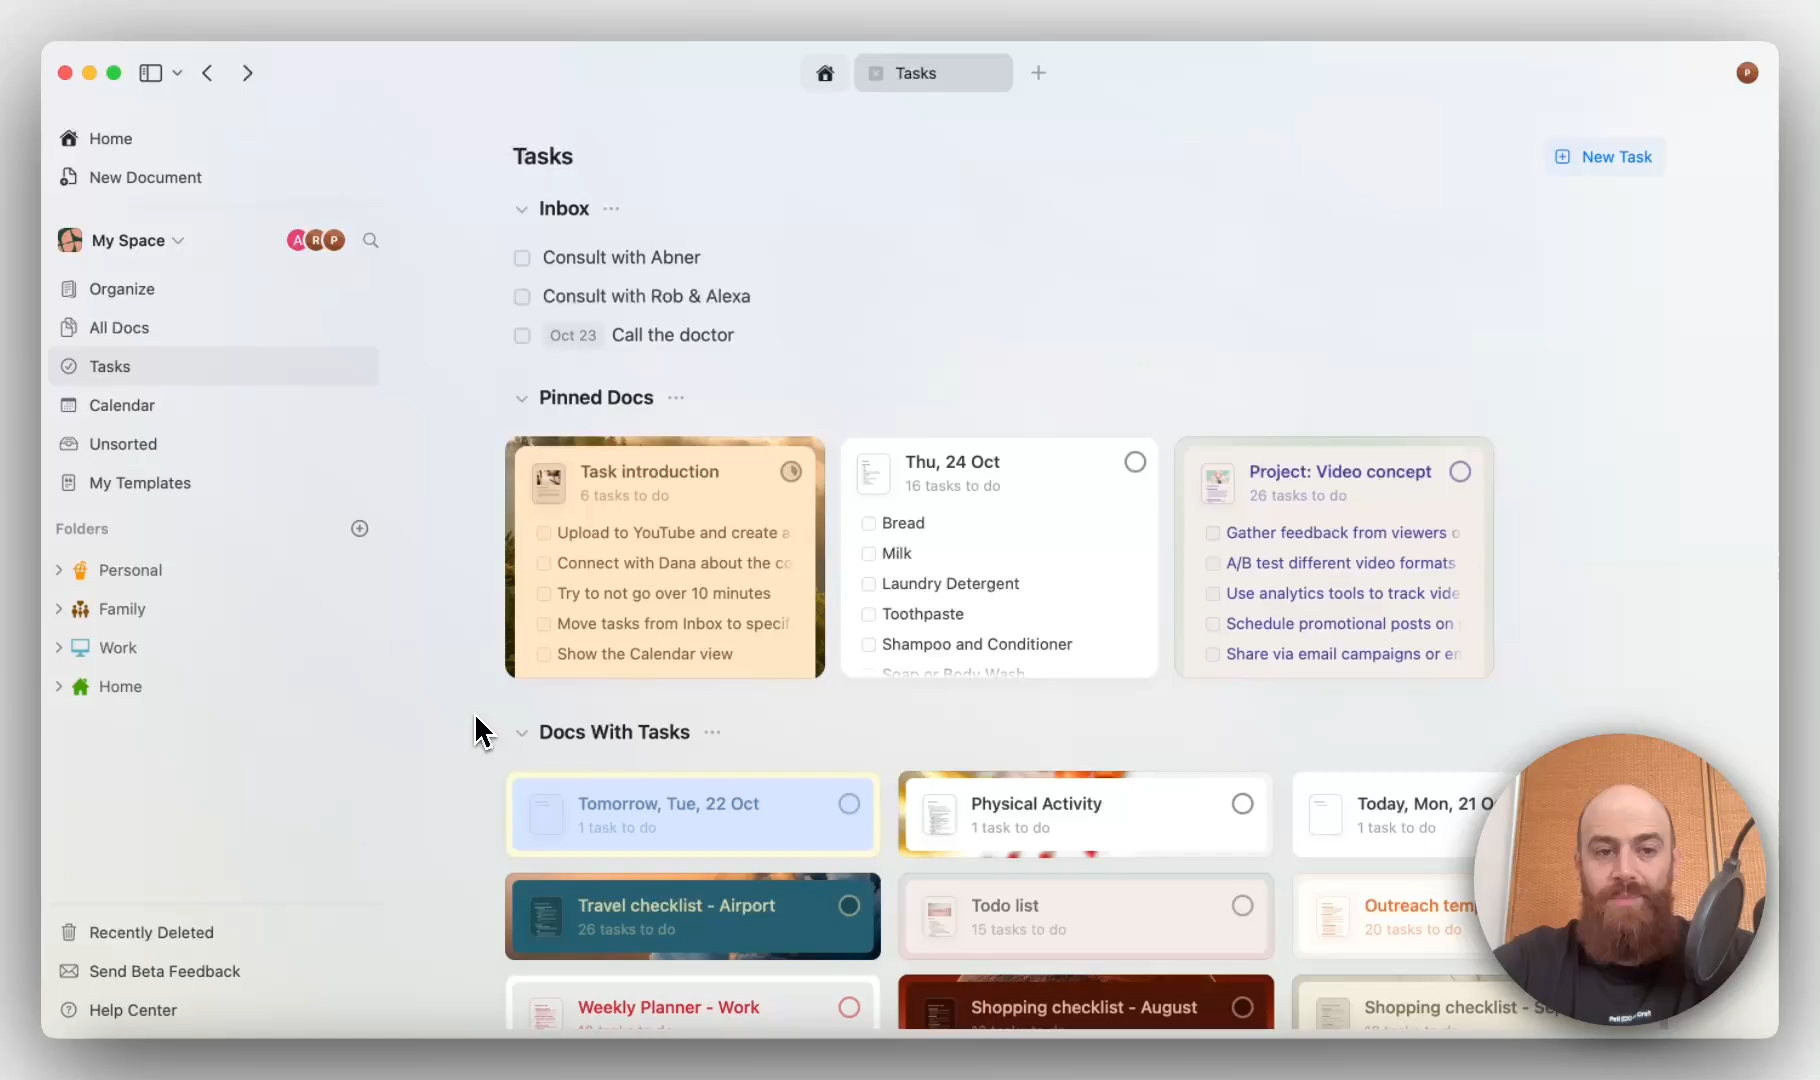 Tasks
P
Home
New Document
My Space
A R P
Organize
All Docs
Tasks
Calendar
Unsorted
My Templates
Folders
Personal
Family
Work
Home
Recently Deleted
Send Beta Feedback
Help Center
Tasks
New Task
Inbox
Consult with Abner
Consult with Rob & Alexa
Oct 23 Call the doctor
Pinned Docs
Task introduction
6 tasks to do
Upload to YouTube and create a
Connect with Dana about the co
Try to not go over 10 minutes
Move tasks from Inbox to specif
Show the Calendar view
Thu, 24 Oct
16 tasks to do
Bread
Milk
Laundry Detergent
Toothpaste
Shampoo and Conditioner
Soap or Body Wash
Project: Video concept
26 tasks to do
Gather feedback from viewers o
A/B test different video formats
Use analytics tools to track vide
Schedule promotional posts on
Share via email campaigns or em
Docs With Tasks
Tomorrow, Tue, 22 Oct
1 task to do
Physical Activity
1 task to do
Today, Mon, 21 O
1 task to do
Travel checklist - Airport
26 tasks to do
Todo list
15 tasks to do
Outreach temp
20 tasks to do
Weekly Planner - Work
Shopping checklist - August
Shopping checklist - Se